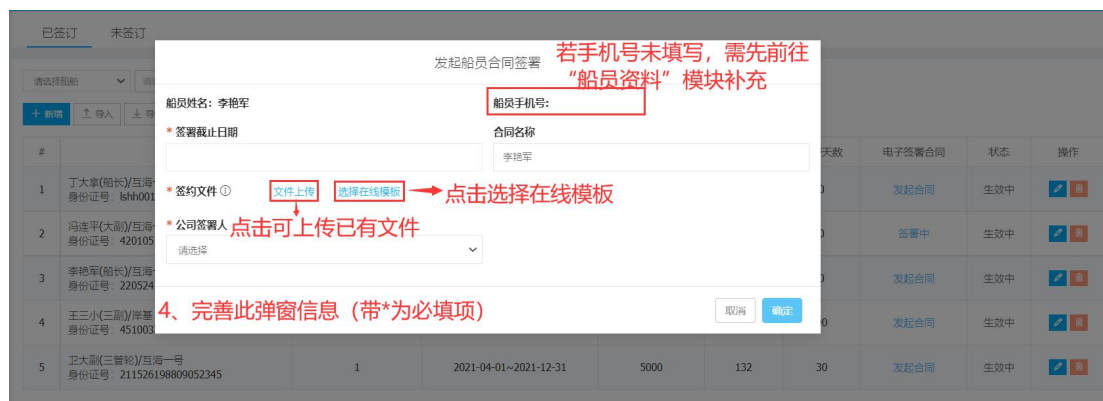 已签订 未签订
发起船员合同签署
若手机号未填写，需先前往
“船员资料”模块补充
请选择船舶
+ 新增 导入
船员姓名：李艳军 船员手机号:
* 签署截止日期 合同名称
李艳军
# 天数 电子签署合同 状态 操作
* 签约文件 文件上传 选择在线模板 点击选择在线模板
1 丁大拿(船长)/互海一
身份证号：lshh001 发起合同 生效中
* 公司签署人 点击可上传已有文件
请选择
2 冯连平(大副)/互海一
身份证号：420105 签署中 生效中
3 李艳军(船长)/互海一
身份证号：220524 发起合同 生效中
4、完善此弹窗信息（带*为必填项） 取消 确定
4 王三小(三副)/岸基
身份证号：451003 发起合同 生效中
5 卫大副(三管轮)/互海一号
身份证号：211526198809052345 1 2021-04-01~2021-12-31 5000 132 30 发起合同 生效中